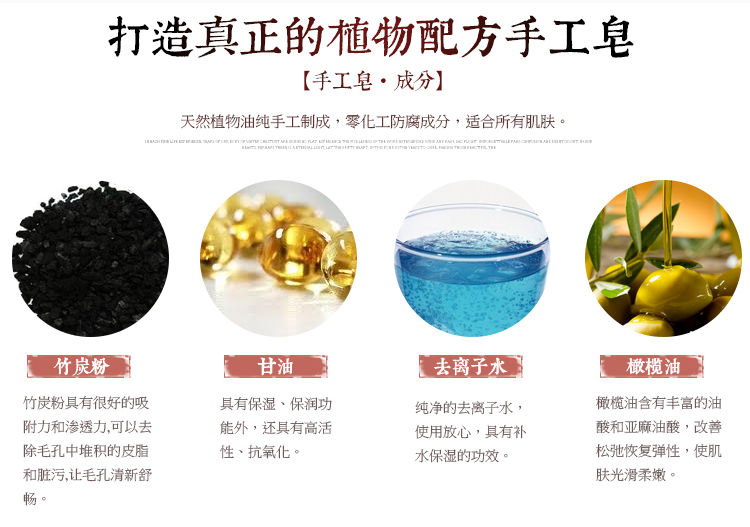 打造真正的植物配方手工皂
【手工皂·成分】
天然植物油纯手工制成，零化工防腐成分，适合所有肌肤。
竹炭粉
竹炭粉具有很好的吸
附力和渗透力,可以去
除毛孔中堆积的皮脂
和脏污,让毛孔清新舒
畅。
甘油
具有保湿、保润功
能外，还具有高活
性、抗氧化。
去离子水
纯净的去离子水，
使用放心，具有补
水保湿的功效。
橄榄油
橄榄油含有丰富的油
酸和亚麻油酸，改善
松弛恢复弹性，使肌
肤光滑柔嫩。